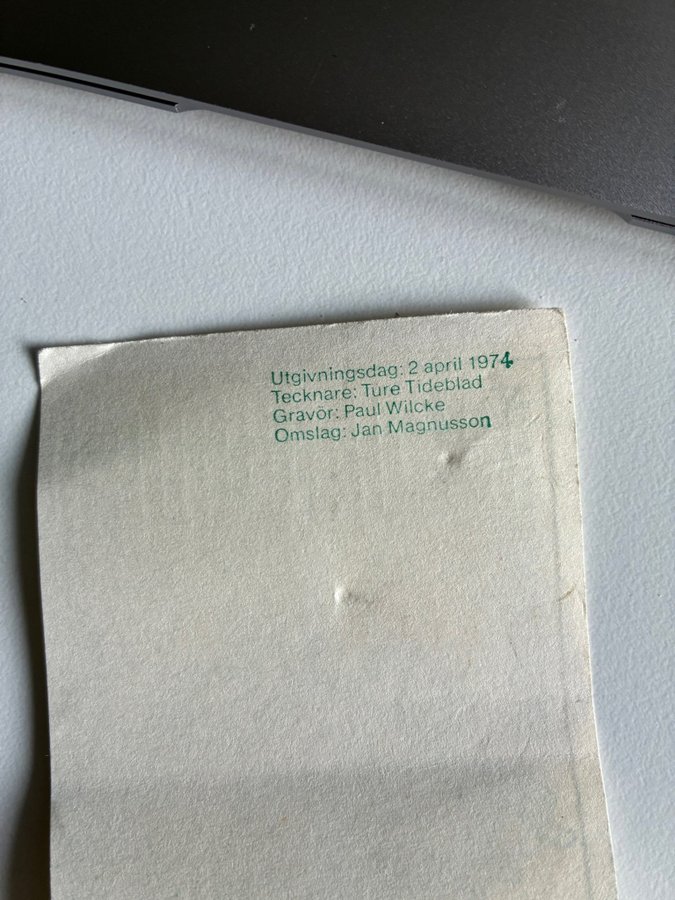 Utgivningsdag: 2 april 1974
Tecknare: Ture Tideblad
Gravör: Paul Wilcke
Omslag: Jan Magnusson